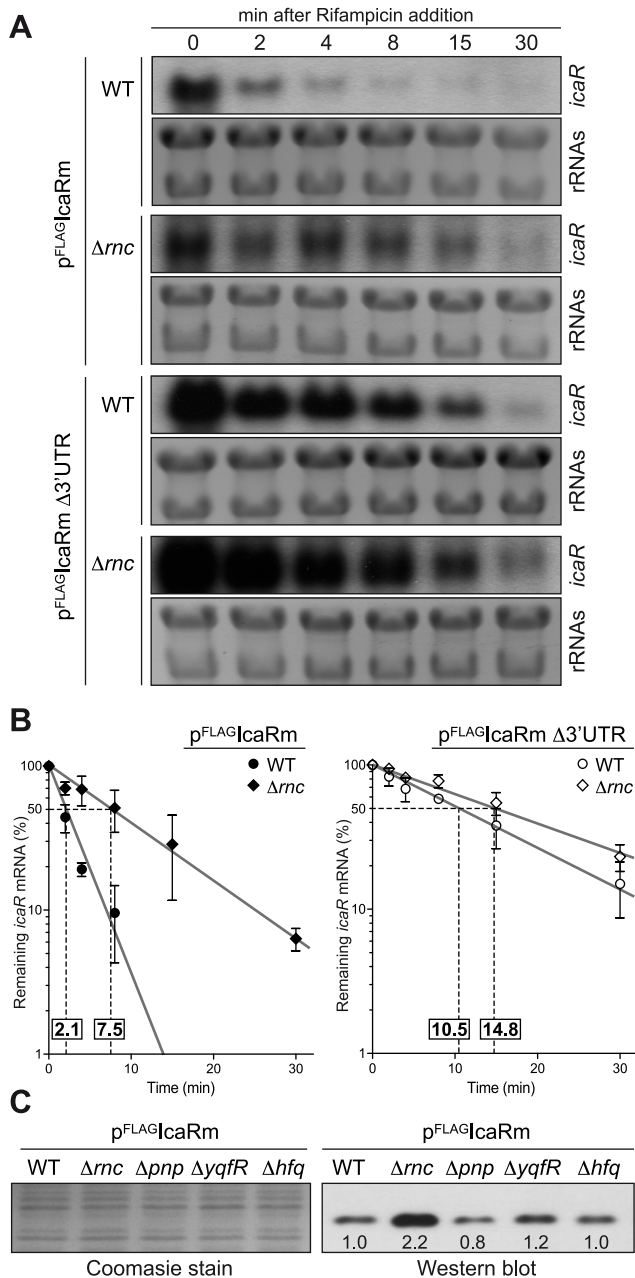 A
min after Rifampicin addition
0 2 4 8 15 30
pFLAGIcaRm
WT
icaR
rRNAs
Δrnc
icaR
rRNAs
pFLAGIcaRm Δ3'UTR
WT
icaR
rRNAs
Δrnc
icaR
rRNAs
B
pFLAGIcaRm
WT
Δrnc
Remaining icaR mRNA (%)
100
50
10
1
2.1 7.5
0 10 20 30
Time (min)
pFLAGIcaRm Δ3'UTR
WT
Δrnc
Remaining icaR mRNA (%)
100
50
10
1
10.5 14.8
0 10 20 30
Time (min)
C
pFLAGIcaRm
WT Δrnc Δpnp ΔyqfR Δhfq
Coomasie stain
pFLAGIcaRm
WT Δrnc Δpnp ΔyqfR Δhfq
1.0 2.2 0.8 1.2 1.0
Western blot